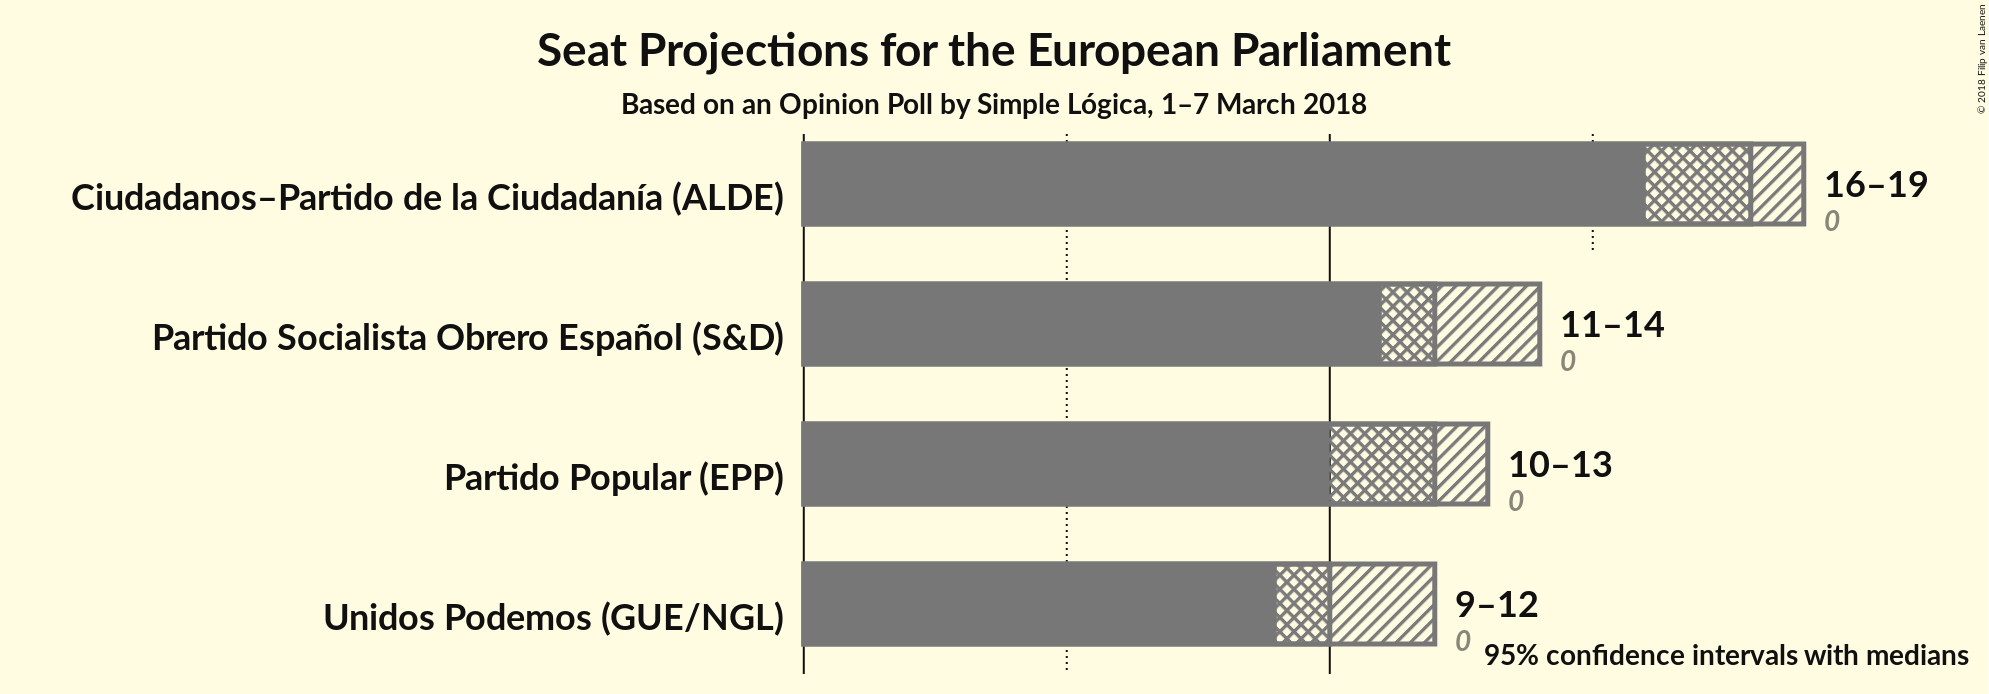 Seat Projections for the European Parliament
Based on an Opinion Poll by Simple Lógica, 1–7 March 2018
© 2018 Filip van Laenen
Ciudadanos–Partido de la Ciudadanía (ALDE)
16–19
0
Partido Socialista Obrero Español (S&D)
11–14
0
Partido Popular (EPP)
10–13
0
Unidos Podemos (GUE/NGL)
9–12
0
95% confidence intervals with medians